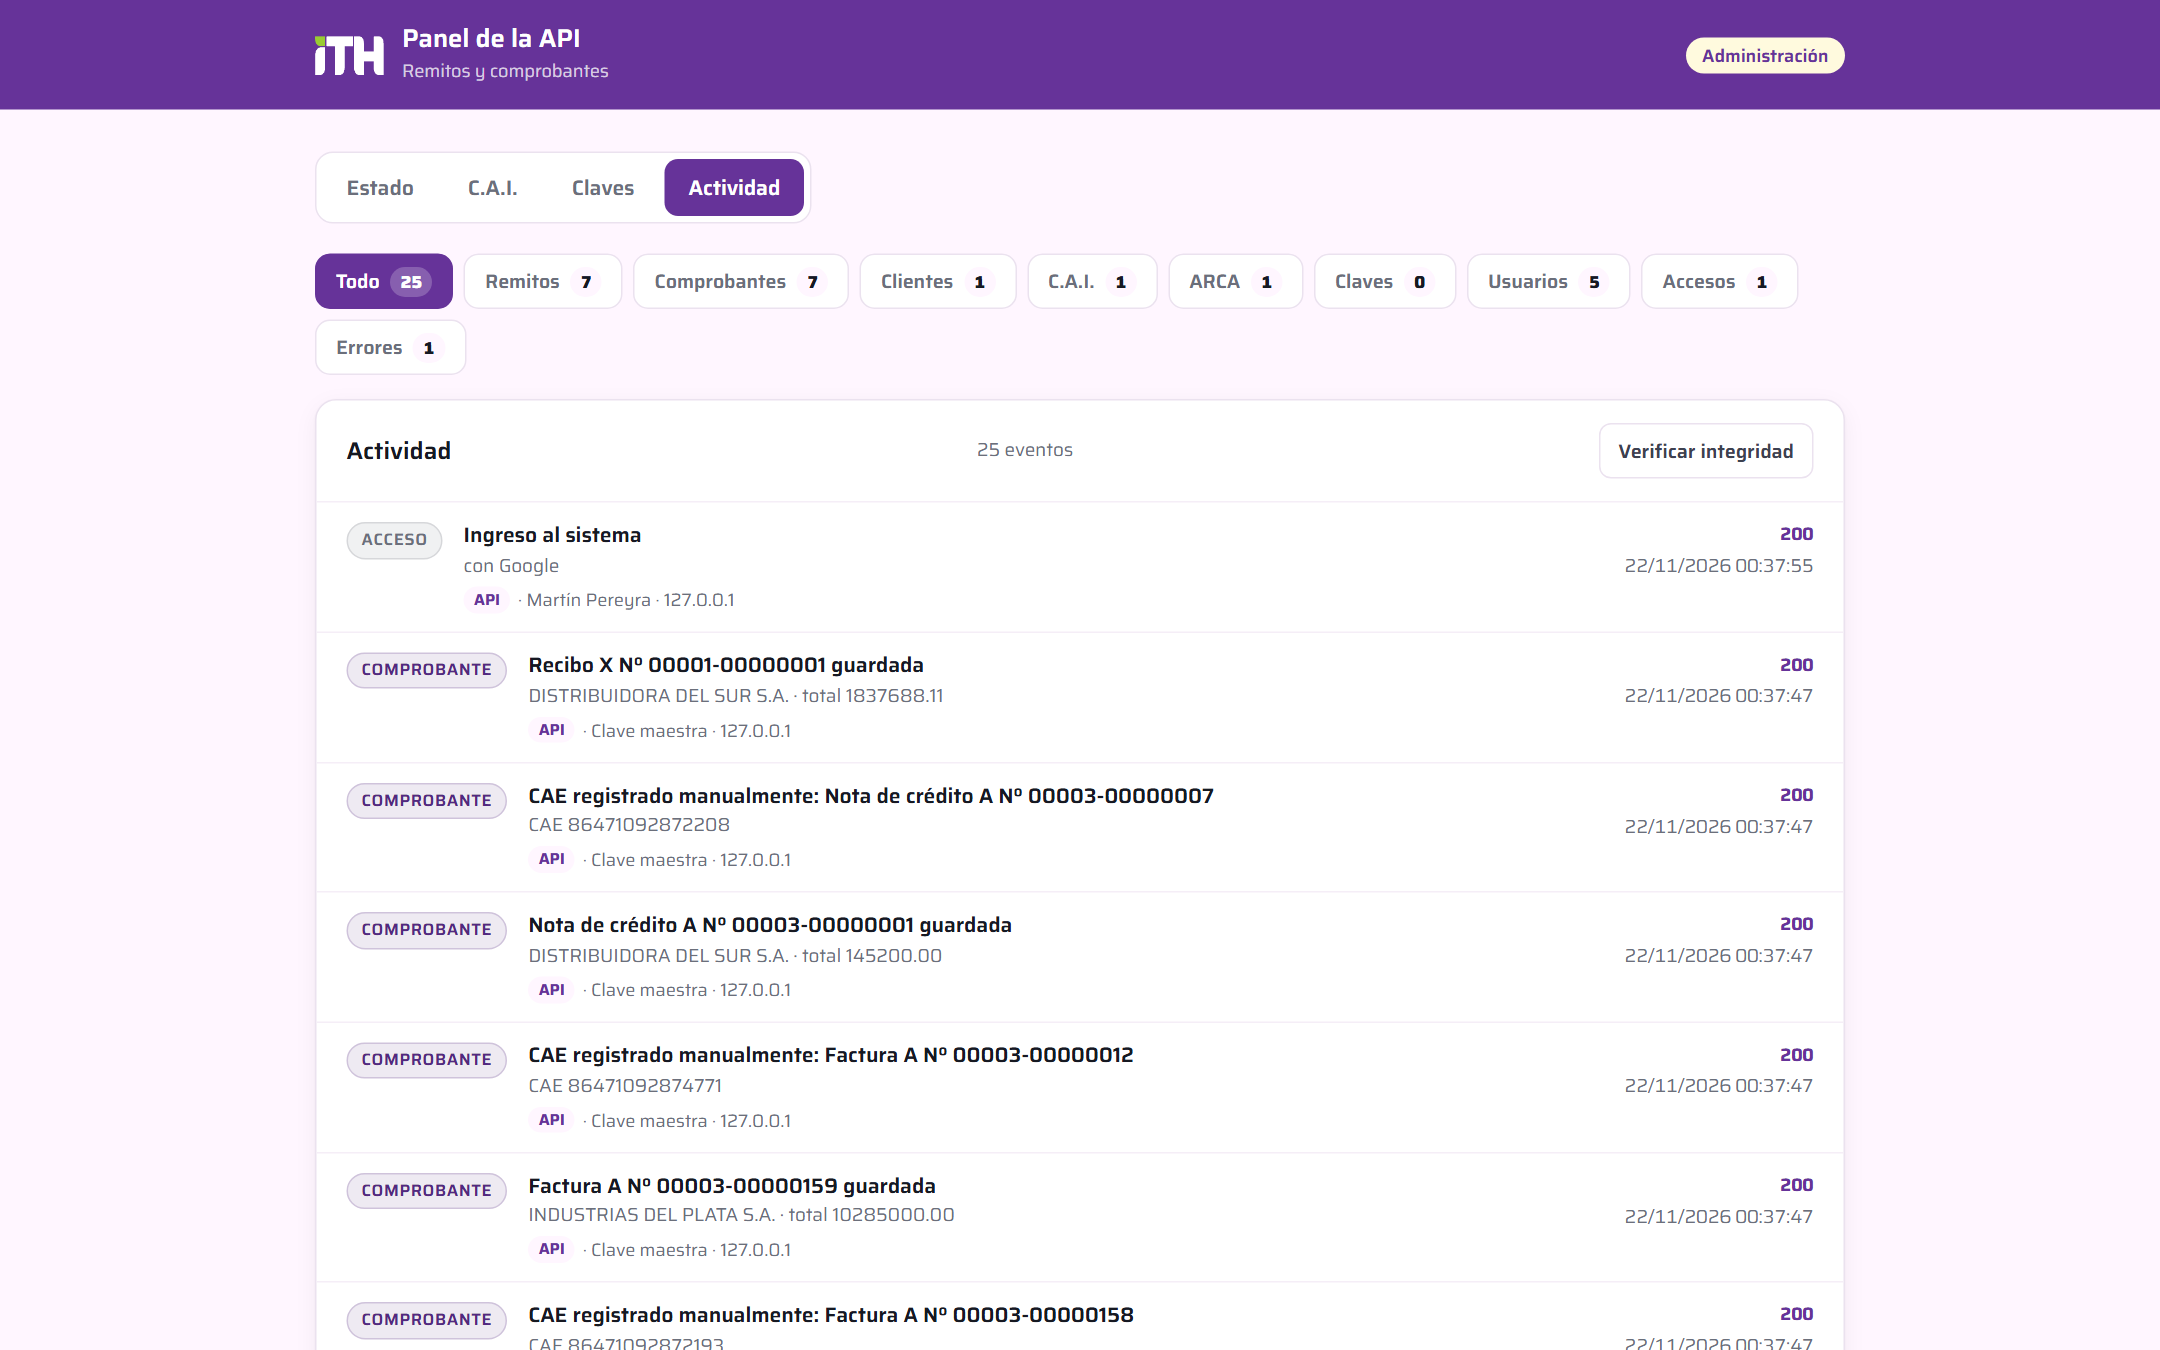 iTH
Panel de la API
Remitos y comprobantes
Administración
Estado C.A.I. Claves Actividad
Todo 25 Remitos 7 Comprobantes 7 Clientes 1 C.A.I. 1 ARCA 1 Claves 0 Usuarios 5 Accesos 1
Errores 1
Actividad 25 eventos Verificar integridad
ACCESO Ingreso al sistema 200
con Google 22/11/2026 00:37:55
API · Martín Pereyra · 127.0.0.1
COMPROBANTE Recibo X Nº 00001-00000001 guardada 200
DISTRIBUIDORA DEL SUR S.A. · total 1837688.11 22/11/2026 00:37:47
API · Clave maestra · 127.0.0.1
COMPROBANTE CAE registrado manualmente: Nota de crédito A Nº 00003-00000007 200
CAE 86471092872208 22/11/2026 00:37:47
API · Clave maestra · 127.0.0.1
COMPROBANTE Nota de crédito A Nº 00003-00000001 guardada 200
DISTRIBUIDORA DEL SUR S.A. · total 145200.00 22/11/2026 00:37:47
API · Clave maestra · 127.0.0.1
COMPROBANTE CAE registrado manualmente: Factura A Nº 00003-00000012 200
CAE 86471092874771 22/11/2026 00:37:47
API · Clave maestra · 127.0.0.1
COMPROBANTE Factura A Nº 00003-00000159 guardada 200
INDUSTRIAS DEL PLATA S.A. · total 10285000.00 22/11/2026 00:37:47
API · Clave maestra · 127.0.0.1
COMPROBANTE CAE registrado manualmente: Factura A Nº 00003-00000158 200
CAE 86471092872193 22/11/2026 00:37:47